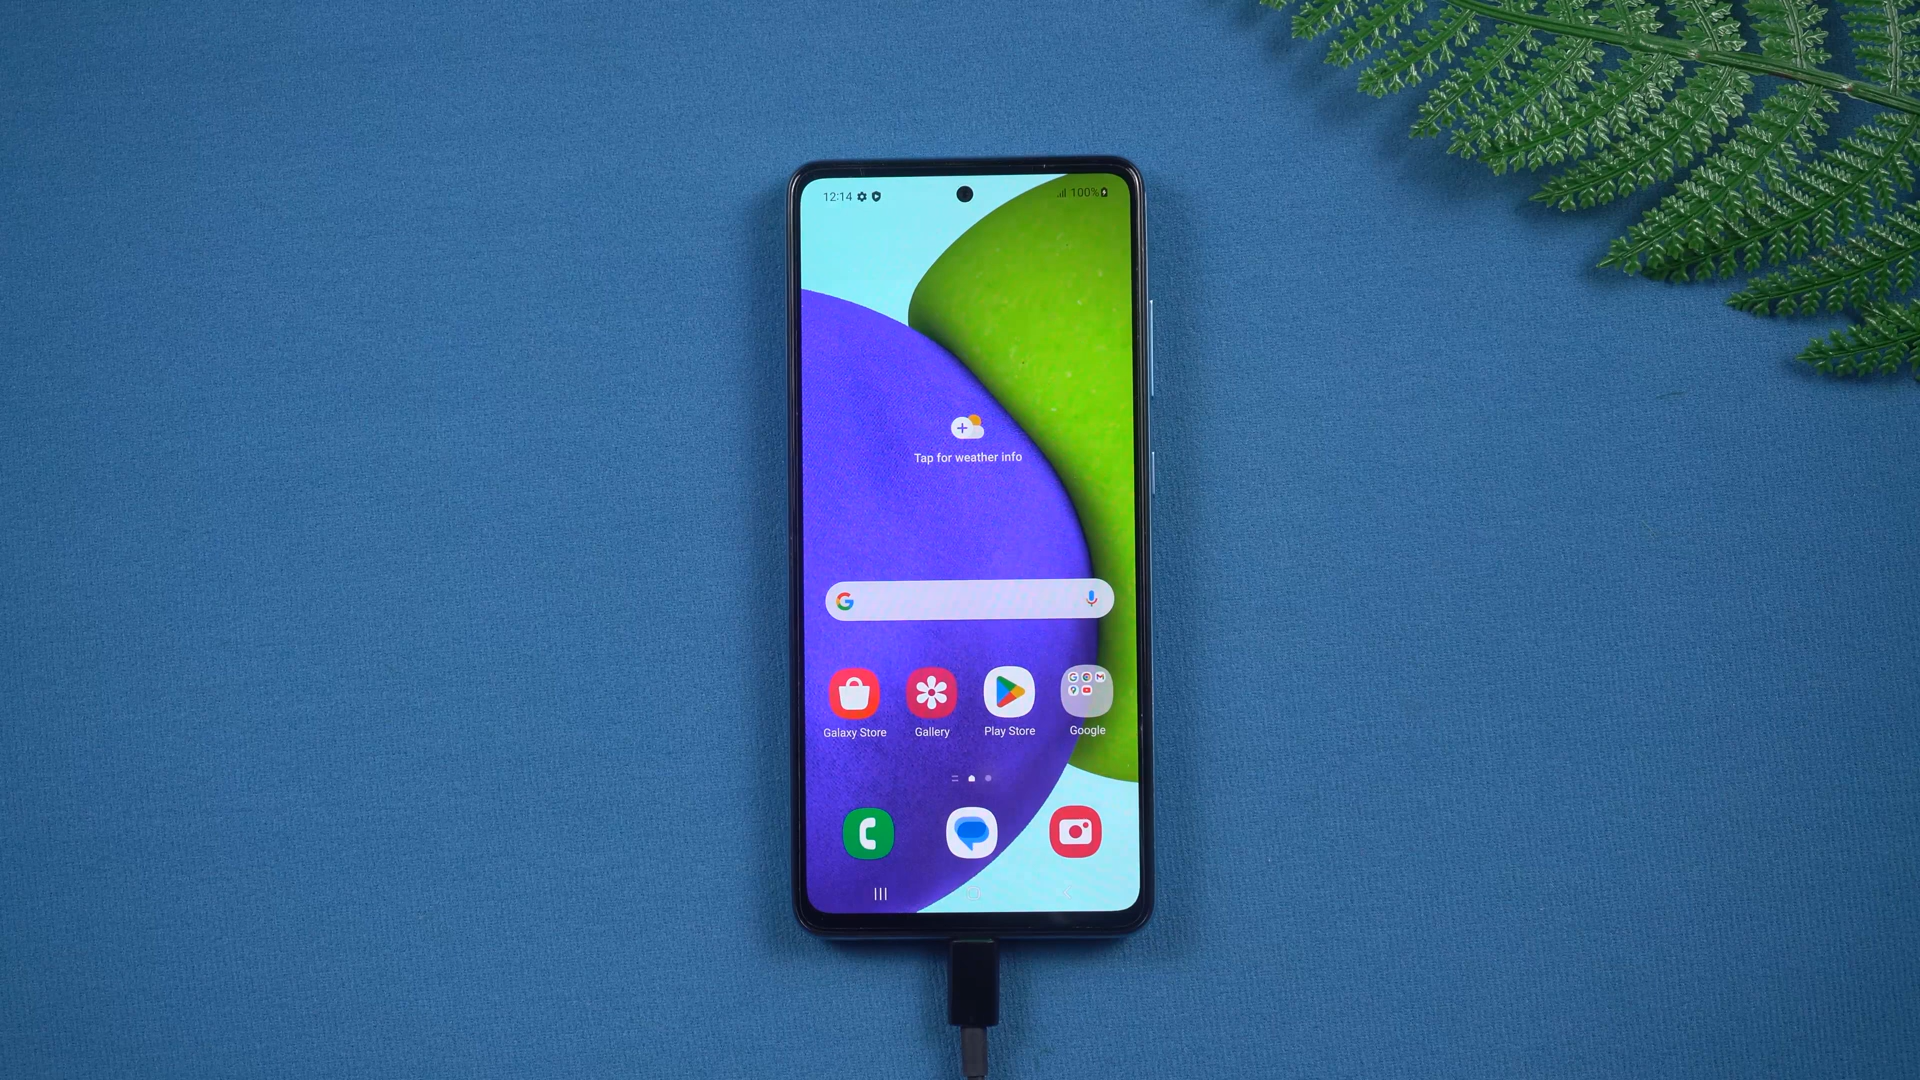 12:14
100%
Tap for weather info
Galaxy Store
Gallery
Play Store
Google